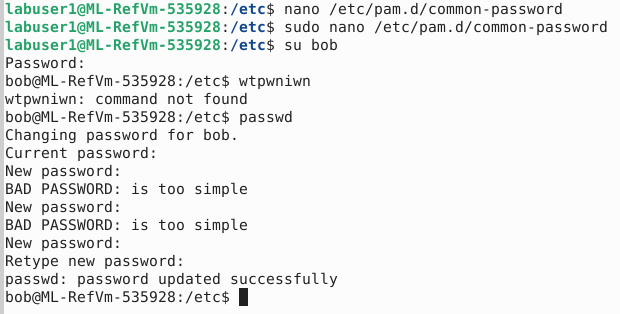 labuser1@ML-RefVm-535928:/etc$ nano /etc/pam.d/common-password
labuser1@ML-RefVm-535928:/etc$ sudo nano /etc/pam.d/common-password
labuser1@ML-RefVm-535928:/etc$ su bob
Password:
bob@ML-RefVm-535928:/etc$ wtpwniwn
wtpwniwn: command not found
bob@ML-RefVm-535928:/etc$ passwd
Changing password for bob.
Current password:
New password:
BAD PASSWORD: is too simple
New password:
BAD PASSWORD: is too simple
New password:
Retype new password:
passwd: password updated successfully
bob@ML-RefVm-535928:/etc$